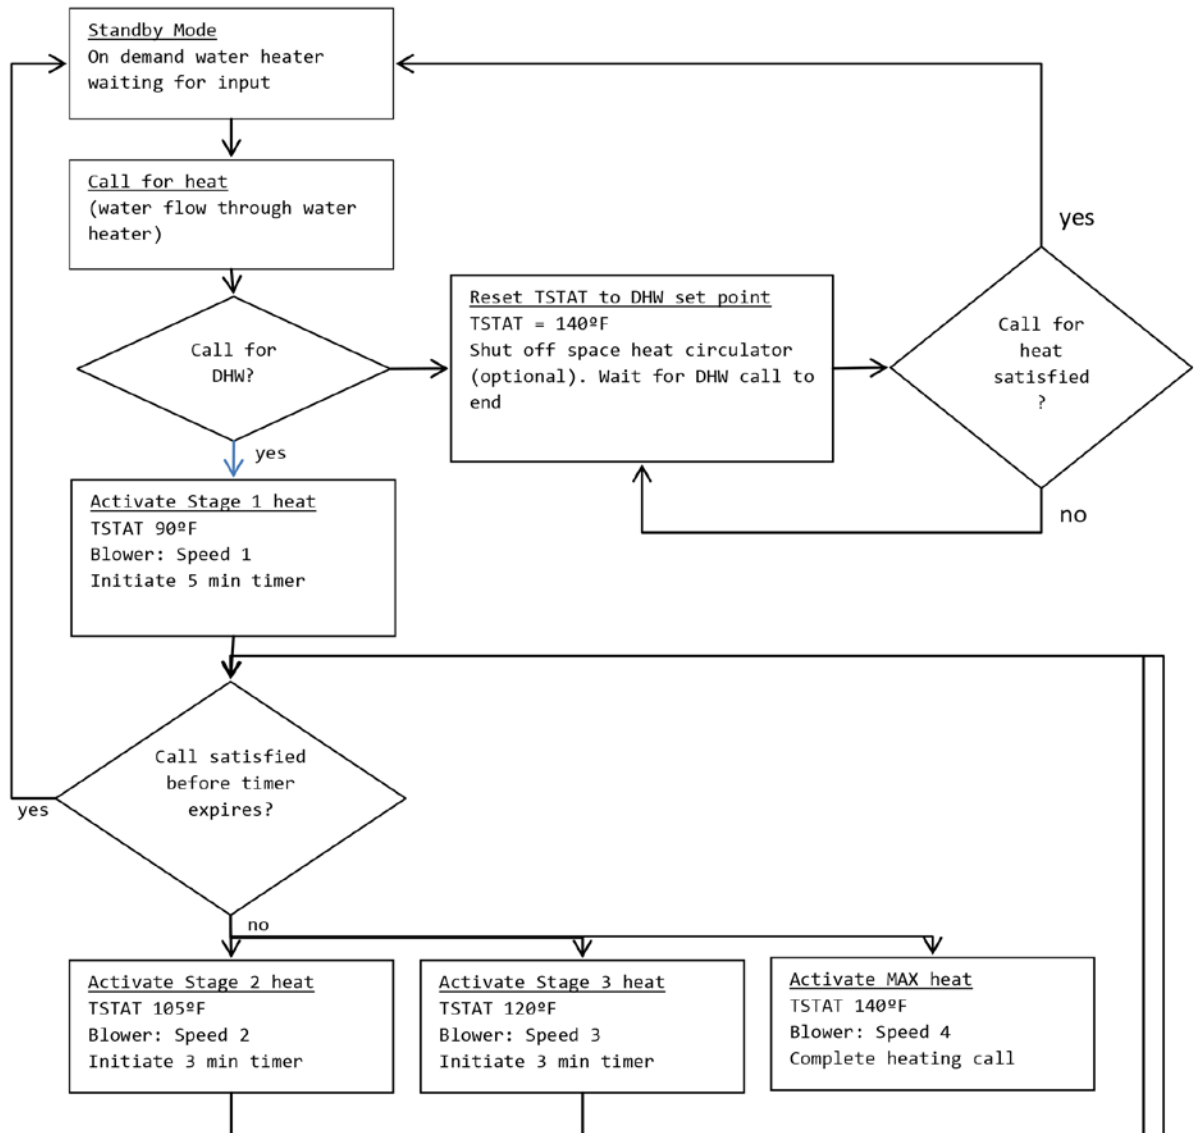 Standby Mode
On demand water heater
waiting for input
Call for heat
(water flow through water
heater)
Call for
DHW?
yes
Reset TSTAT to DHW set point
TSTAT = 140ºF
Shut off space heat circulator
(optional). Wait for DHW call to
end
Call for
heat
satisfied
?
yes
no
Activate Stage 1 heat
TSTAT 90ºF
Blower: Speed 1
Initiate 5 min timer
Call satisfied
before timer
expires?
yes
no
Activate Stage 2 heat
TSTAT 105ºF
Blower: Speed 2
Initiate 3 min timer
Activate Stage 3 heat
TSTAT 120ºF
Blower: Speed 3
Initiate 3 min timer
Activate MAX heat
TSTAT 140ºF
Blower: Speed 4
Complete heating call